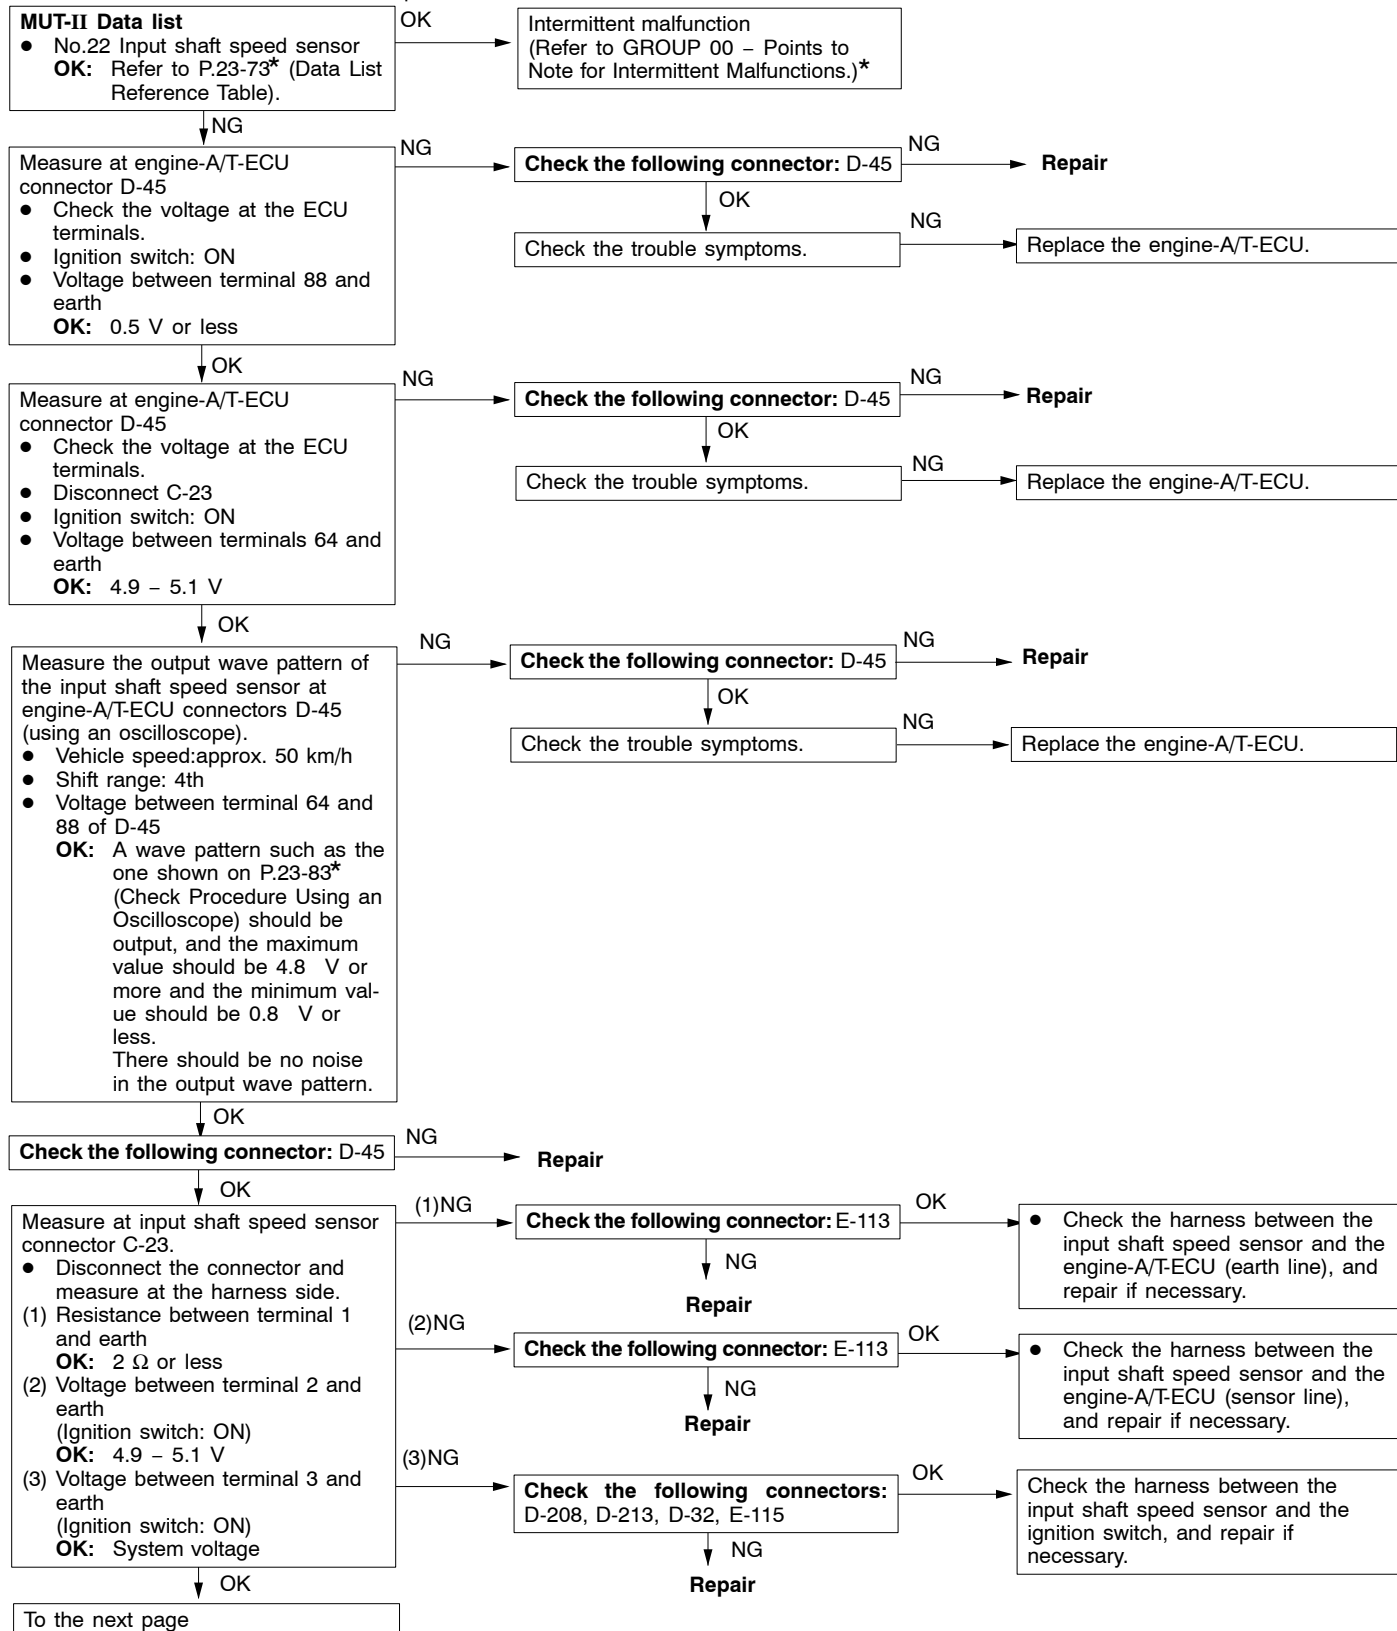 MUT-II Data list
● No.22 Input shaft speed sensor
OK: Refer to P.23-73* (Data List
Reference Table).
OK
Intermittent malfunction
(Refer to GROUP 00 – Points to
Note for Intermittent Malfunctions.)*
NG
Measure at engine-A/T-ECU
connector D-45
● Check the voltage at the ECU
terminals.
● Ignition switch: ON
● Voltage between terminal 88 and
earth
OK: 0.5 V or less
NG
Check the following connector: D-45
NG
Repair
OK
Check the trouble symptoms.
NG
Replace the engine-A/T-ECU.
OK
Measure at engine-A/T-ECU
connector D-45
● Check the voltage at the ECU
terminals.
● Disconnect C-23
● Ignition switch: ON
● Voltage between terminals 64 and
earth
OK: 4.9 – 5.1 V
NG
Check the following connector: D-45
NG
Repair
OK
Check the trouble symptoms.
NG
Replace the engine-A/T-ECU.
OK
Measure the output wave pattern of
the input shaft speed sensor at
engine-A/T-ECU connectors D-45
(using an oscilloscope).
● Vehicle speed:approx. 50 km/h
● Shift range: 4th
● Voltage between terminal 64 and
88 of D-45
OK: A wave pattern such as the
one shown on P.23-83*
(Check Procedure Using an
Oscilloscope) should be
output, and the maximum
value should be 4.8 V or
more and the minimum val-
ue should be 0.8 V or
less.
There should be no noise
in the output wave pattern.
NG
Check the following connector: D-45
NG
Repair
OK
Check the trouble symptoms.
NG
Replace the engine-A/T-ECU.
OK
Check the following connector: D-45
NG
Repair
OK
Measure at input shaft speed sensor
connector C-23.
● Disconnect the connector and
measure at the harness side.
(1) Resistance between terminal 1
and earth
OK: 2 Ω or less
(2) Voltage between terminal 2 and
earth
(Ignition switch: ON)
OK: 4.9 – 5.1 V
(3) Voltage between terminal 3 and
earth
(Ignition switch: ON)
OK: System voltage
(1)NG
Check the following connector: E-113
OK
● Check the harness between the
input shaft speed sensor and the
engine-A/T-ECU (earth line), and
repair if necessary.
NG
Repair
(2)NG
Check the following connector: E-113
OK
● Check the harness between the
input shaft speed sensor and the
engine-A/T-ECU (sensor line),
and repair if necessary.
NG
Repair
(3)NG
Check the following connectors:
D-208, D-213, D-32, E-115
OK
Check the harness between the
input shaft speed sensor and the
ignition switch, and repair if
necessary.
NG
Repair
OK
To the next page